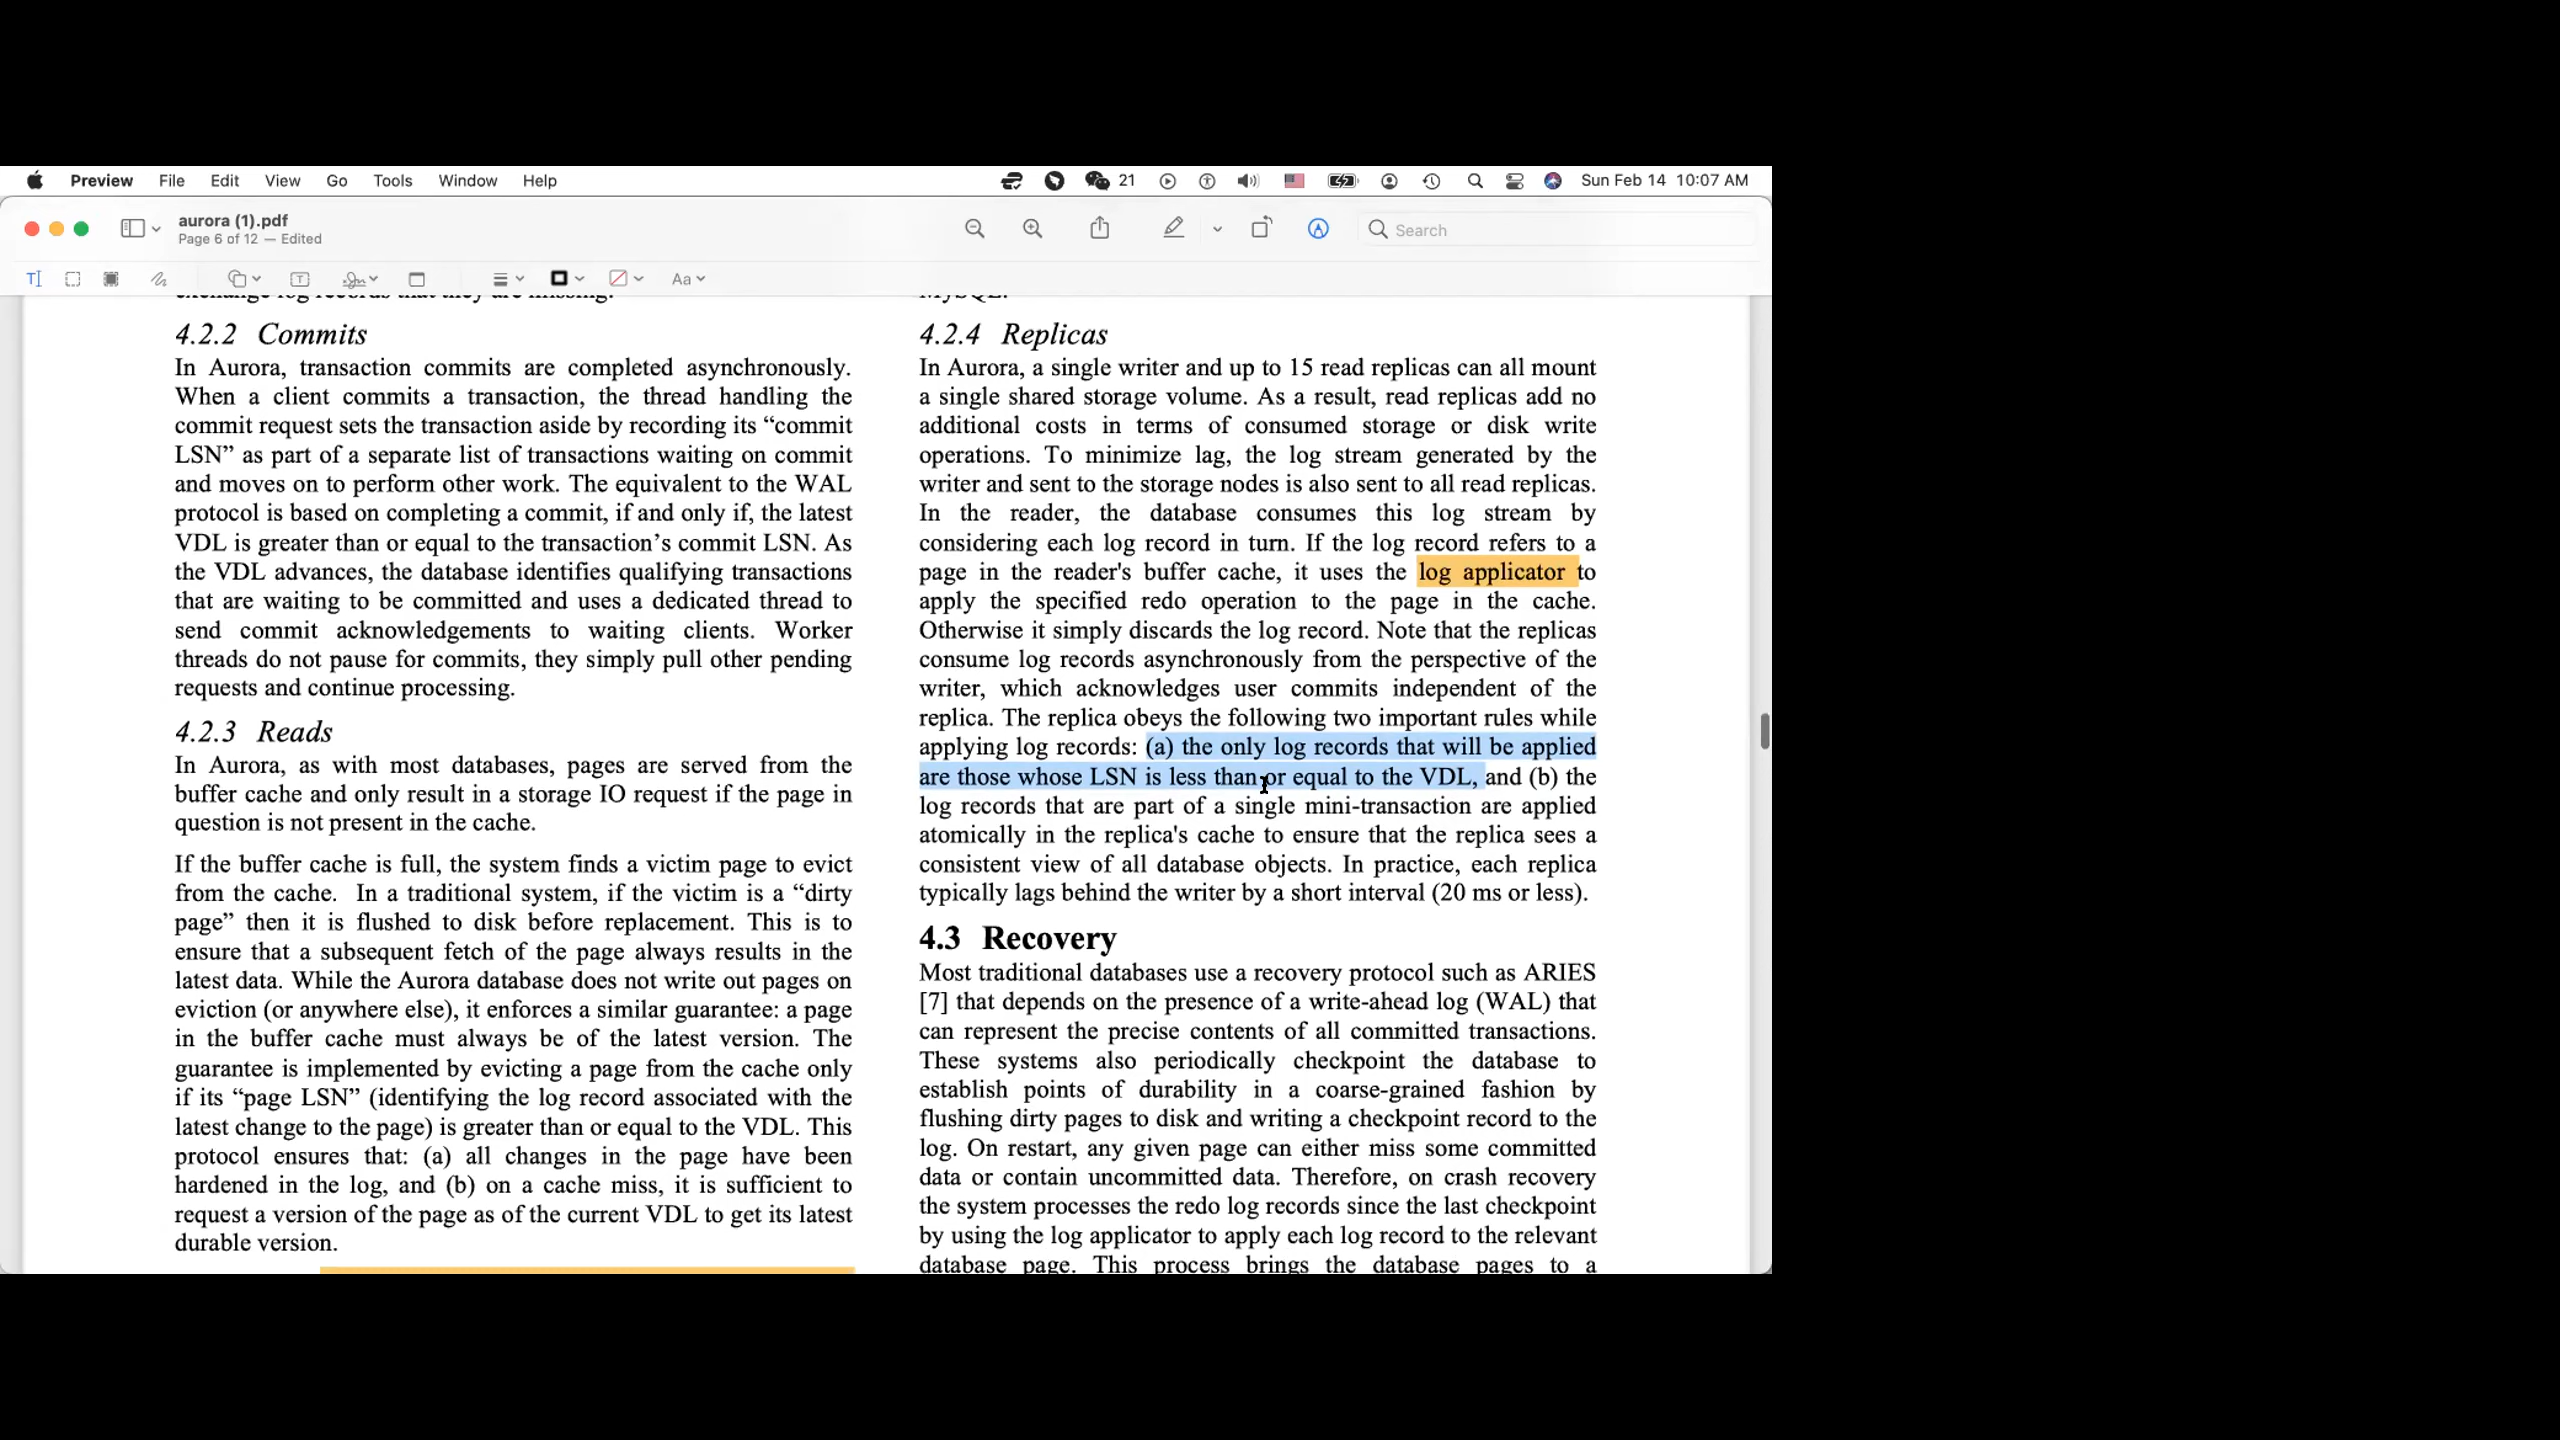 Preview File Edit View Go Tools Window Help 21 Sun Feb 14 10:07 AM
aurora (1).pdf
Page 6 of 12 — Edited
Search
Aa
exchange log records that they are missing.
4.2.2 Commits
In Aurora, transaction commits are completed asynchronously.
When a client commits a transaction, the thread handling the
commit request sets the transaction aside by recording its “commit
LSN” as part of a separate list of transactions waiting on commit
and moves on to perform other work. The equivalent to the WAL
protocol is based on completing a commit, if and only if, the latest
VDL is greater than or equal to the transaction’s commit LSN. As
the VDL advances, the database identifies qualifying transactions
that are waiting to be committed and uses a dedicated thread to
send commit acknowledgements to waiting clients. Worker
threads do not pause for commits, they simply pull other pending
requests and continue processing.
4.2.3 Reads
In Aurora, as with most databases, pages are served from the
buffer cache and only result in a storage IO request if the page in
question is not present in the cache.
If the buffer cache is full, the system finds a victim page to evict
from the cache. In a traditional system, if the victim is a “dirty
page” then it is flushed to disk before replacement. This is to
ensure that a subsequent fetch of the page always results in the
latest data. While the Aurora database does not write out pages on
eviction (or anywhere else), it enforces a similar guarantee: a page
in the buffer cache must always be of the latest version. The
guarantee is implemented by evicting a page from the cache only
if its “page LSN” (identifying the log record associated with the
latest change to the page) is greater than or equal to the VDL. This
protocol ensures that: (a) all changes in the page have been
hardened in the log, and (b) on a cache miss, it is sufficient to
request a version of the page as of the current VDL to get its latest
durable version.
MySQL.
4.2.4 Replicas
In Aurora, a single writer and up to 15 read replicas can all mount
a single shared storage volume. As a result, read replicas add no
additional costs in terms of consumed storage or disk write
operations. To minimize lag, the log stream generated by the
writer and sent to the storage nodes is also sent to all read replicas.
In the reader, the database consumes this log stream by
considering each log record in turn. If the log record refers to a
page in the reader's buffer cache, it uses the log applicator to
apply the specified redo operation to the page in the cache.
Otherwise it simply discards the log record. Note that the replicas
consume log records asynchronously from the perspective of the
writer, which acknowledges user commits independent of the
replica. The replica obeys the following two important rules while
applying log records: (a) the only log records that will be applied
are those whose LSN is less than or equal to the VDL, and (b) the
log records that are part of a single mini-transaction are applied
atomically in the replica's cache to ensure that the replica sees a
consistent view of all database objects. In practice, each replica
typically lags behind the writer by a short interval (20 ms or less).
4.3 Recovery
Most traditional databases use a recovery protocol such as ARIES
[7] that depends on the presence of a write-ahead log (WAL) that
can represent the precise contents of all committed transactions.
These systems also periodically checkpoint the database to
establish points of durability in a coarse-grained fashion by
flushing dirty pages to disk and writing a checkpoint record to the
log. On restart, any given page can either miss some committed
data or contain uncommitted data. Therefore, on crash recovery
the system processes the redo log records since the last checkpoint
by using the log applicator to apply each log record to the relevant
database page. This process brings the database pages to a